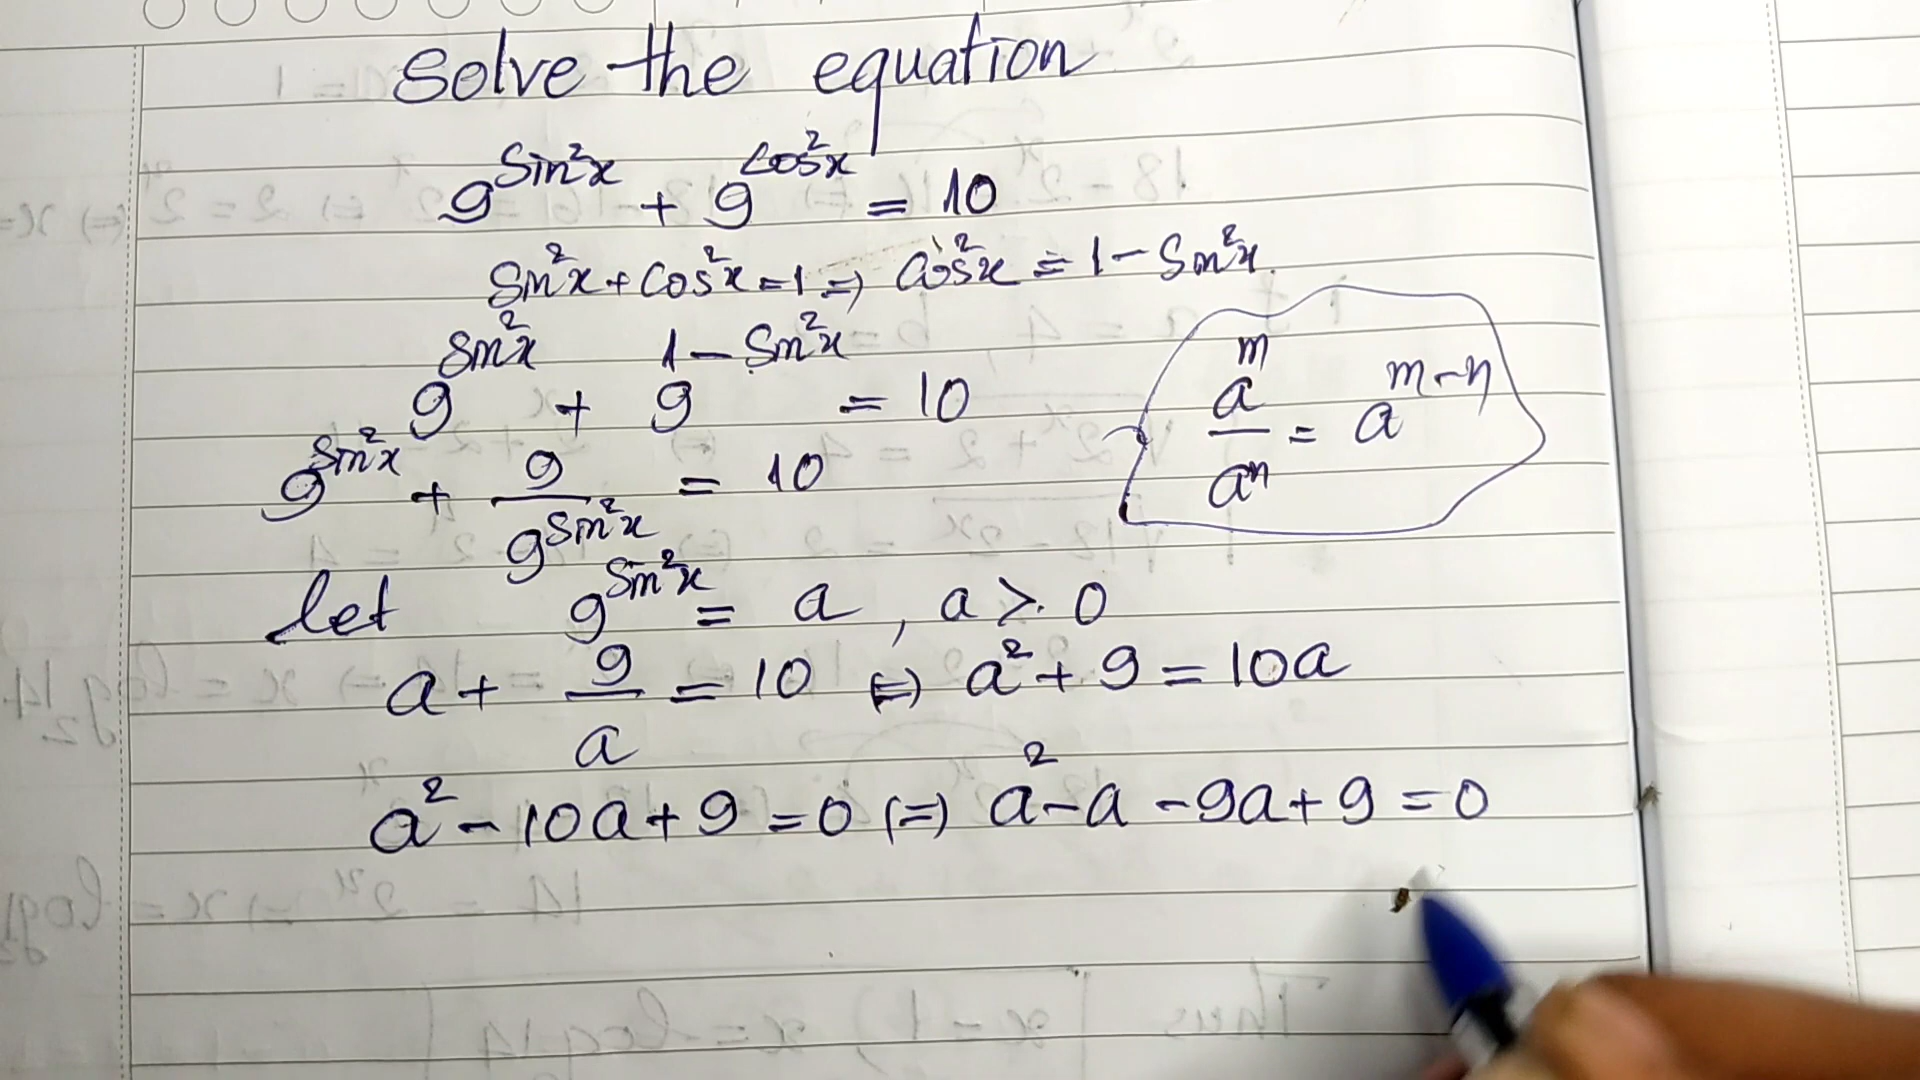 Solve the equation
9^{Sin²x} + 9^{Cos²x} = 10
Sin²x + Cos²x = 1 ⇒ Cos²x = 1 - Sin²x
9^{Sin²x} + 9^{1 - Sin²x} = 10
a^m / a^n = a^{m-n}
9^{Sin²x} + 9 / 9^{Sin²x} = 10
let 9^{Sin²x} = a , a > 0
a + 9 / a = 10 ⇔ a² + 9 = 10a
a² - 10a + 9 = 0 ⇔ a² - a - 9a + 9 = 0